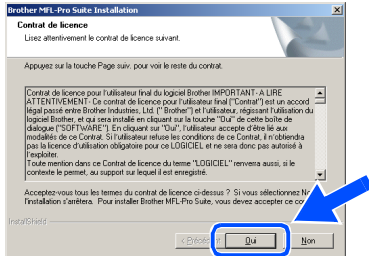 Brother MFL-Pro Suite Installation
Contrat de licence
Lisez attentivement le contrat de licence suivant.
Appuyez sur la touche Page suiv. pour voir le reste du contrat.
Contrat de licence pour l'utilisateur final du logiciel Brother IMPORTANT- A LIRE
ATTENTIVEMENT- Ce contrat de licence pour l'utilisateur final ("Contrat") est un accord
légal passé entre Brother Industries, Ltd. (" Brother") et l'utilisateur, régissant l'utilisation du
logiciel Brother, et qui sera installé en cliquant sur la touche "Oui" de cette boîte de
dialogue ("SOFTWARE"). En cliquant sur "Oui", l'utilisateur accepte d'être lié aux
modalités de ce Contrat. Si l'utilisateur refuse les conditions de ce Contrat, il n'obtiendra
pas la licence d'utilisation obligatoire pour ce LOGICIEL et ne sera donc pas autorisé à
l'exploiter.
Toute mention dans ce Contrat de licence du terme "LOGICIEL" renverra aussi, si le
contexte le permet, au support sur lequel il est enregistré.
Acceptez-vous tous les termes du contrat de licence ci-dessus ? Si vous sélectionnez
l'installation s'arrêtera. Pour installer Brother MFL-Pro Suite, vous devez accepter ce
InstallShield
< Précédent
Oui
Non